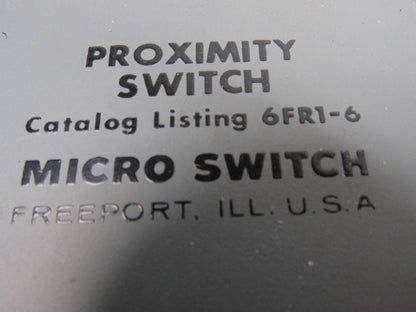 PROXIMITY
SWITCH
Catalog Listing 6FR1-6
MICRO SWITCH
FREEPORT, ILL. U.S.A